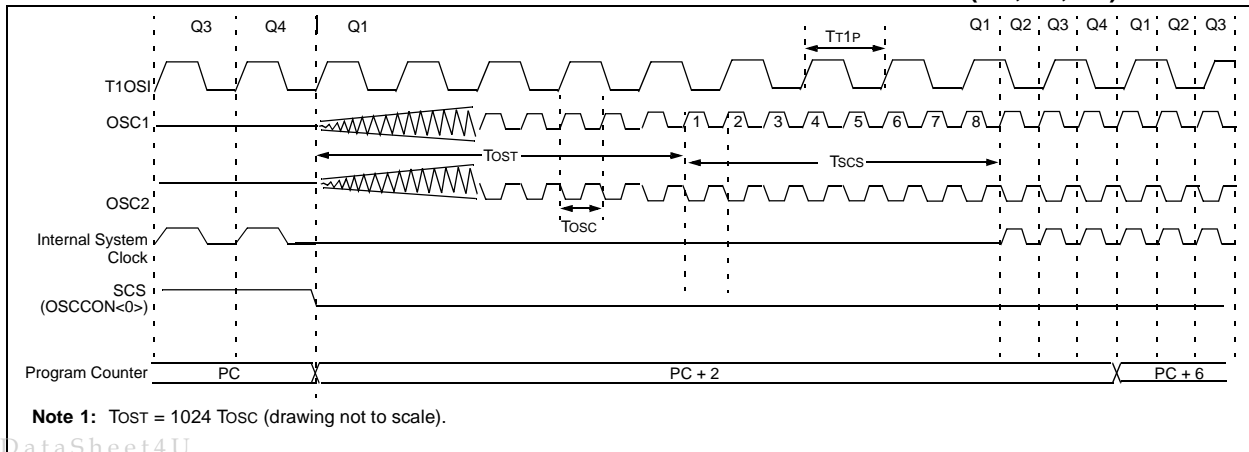 Q3 Q4 Q1 Q1 Q2 Q3 Q4 Q1 Q2 Q3
TT1P
T1OSI
OSC1
1 2 3 4 5 6 7 8
TOST
TSCS
OSC2
TOSC
Internal System
Clock
SCS
(OSCCON<0>)
Program Counter PC PC + 2 PC + 6
Note 1: TOST = 1024 TOSC (drawing not to scale).
DataSheet4U